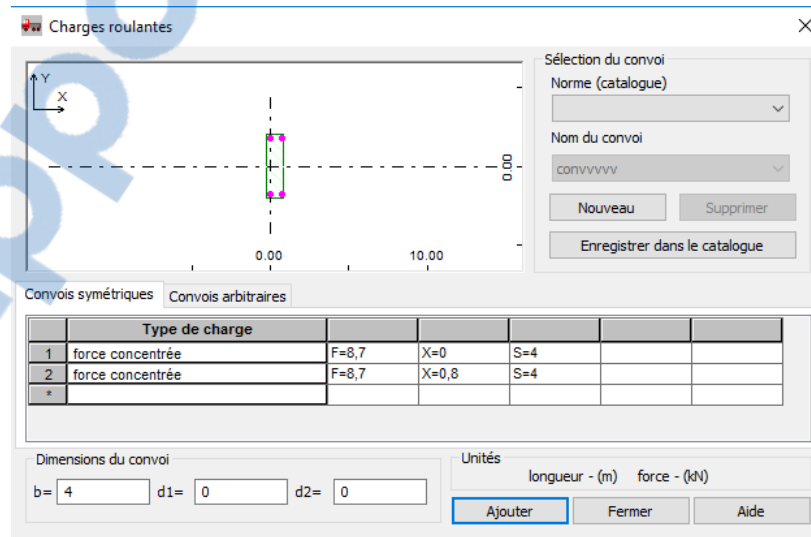 Charges roulantes
Y
X
0.00
0.00 10.00
Sélection du convoi
Norme (catalogue)
Nom du convoi
convvvvv
Nouveau Supprimer
Enregistrer dans le catalogue
Convois symétriques Convois arbitraires
Type de charge
1 force concentrée F=8,7 X=0 S=4
2 force concentrée F=8,7 X=0,8 S=4
*
Dimensions du convoi
b= 4 d1= 0 d2= 0
Unités
longueur - (m) force - (kN)
Ajouter Fermer Aide